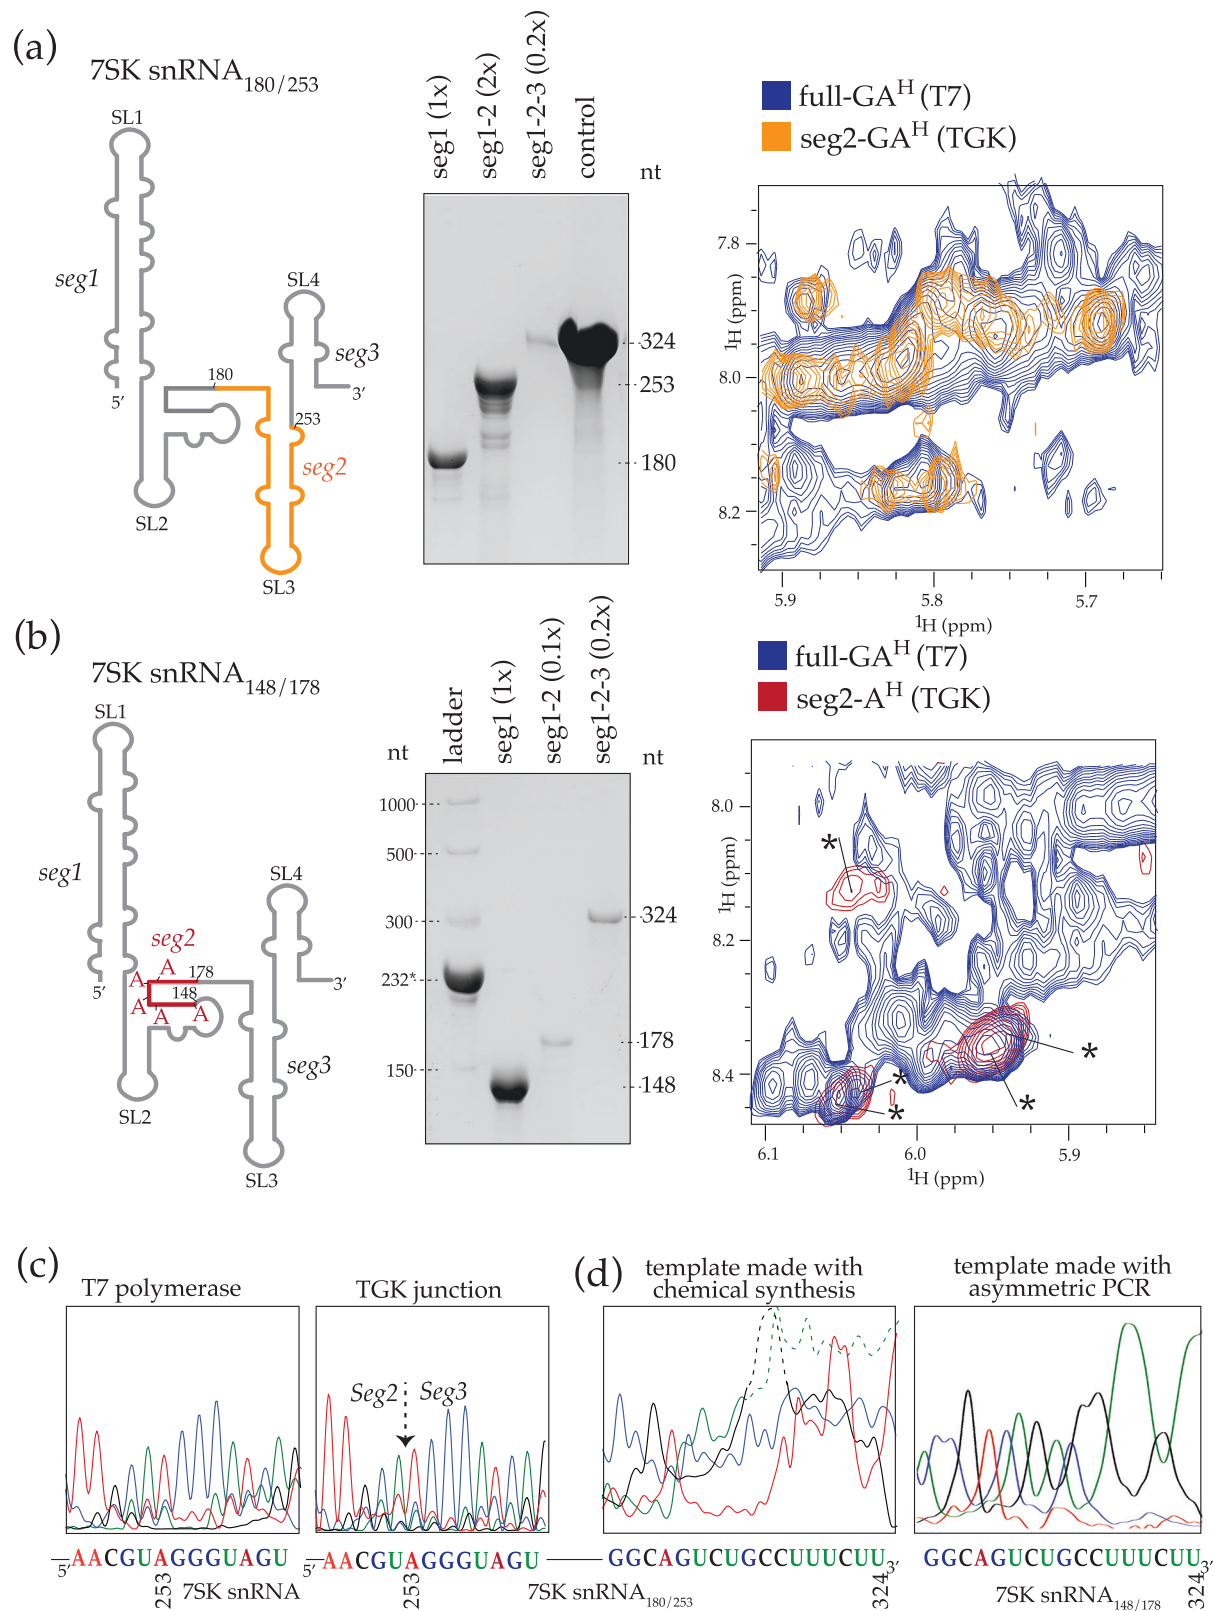 (a)
7SK snRNA180/253
SL1
seg1
5′
SL2
180
253
seg2
SL3
SL4
seg3
3′
seg1 (1x)
seg1-2 (2x)
seg1-2-3 (0.2x)
control
nt
324
253
180
full-GAH (T7)
seg2-GAH (TGK)
7.8
8.0
8.2
1H (ppm)
5.9
5.8
5.7
1H (ppm)
(b)
7SK snRNA148/178
SL1
seg1
5′
seg2
A
A
178
148
A
A
A
SL2
SL3
SL4
seg3
3′
nt
ladder
seg1 (1x)
seg1-2 (0.1x)
seg1-2-3 (0.2x)
nt
1000
500
300
232*
150
324
178
148
full-GAH (T7)
seg2-AH (TGK)
8.0
8.2
8.4
1H (ppm)
*
*
*
*
*
6.1
6.0
5.9
1H (ppm)
(c)
T7 polymerase
TGK junction
Seg2
Seg3
5′ AACGUAGGGUAGU
253
7SK snRNA
5′ AACGUAGGGUAGU
253
7SK snRNA180/253
(d)
template made with
chemical synthesis
template made with
asymmetric PCR
GGCAGUCUGCCUUUCUU 3′
324
GGCAGUCUGCCUUUCUU 3′
324
7SK snRNA148/178